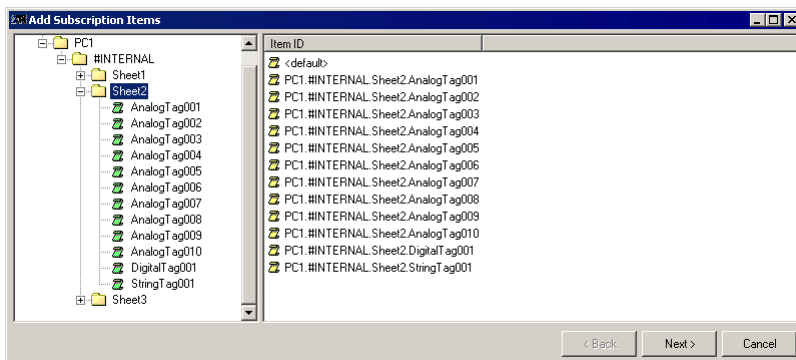 Add Subscription Items
PC1
#INTERNAL
Sheet1
Sheet2
AnalogTag001
AnalogTag002
AnalogTag003
AnalogTag004
AnalogTag005
AnalogTag006
AnalogTag007
AnalogTag008
AnalogTag009
AnalogTag010
DigitalTag001
StringTag001
Sheet3
Item ID
<default>
PC1.#INTERNAL.Sheet2.AnalogTag001
PC1.#INTERNAL.Sheet2.AnalogTag002
PC1.#INTERNAL.Sheet2.AnalogTag003
PC1.#INTERNAL.Sheet2.AnalogTag004
PC1.#INTERNAL.Sheet2.AnalogTag005
PC1.#INTERNAL.Sheet2.AnalogTag006
PC1.#INTERNAL.Sheet2.AnalogTag007
PC1.#INTERNAL.Sheet2.AnalogTag008
PC1.#INTERNAL.Sheet2.AnalogTag009
PC1.#INTERNAL.Sheet2.AnalogTag010
PC1.#INTERNAL.Sheet2.DigitalTag001
PC1.#INTERNAL.Sheet2.StringTag001
< Back
Next >
Cancel